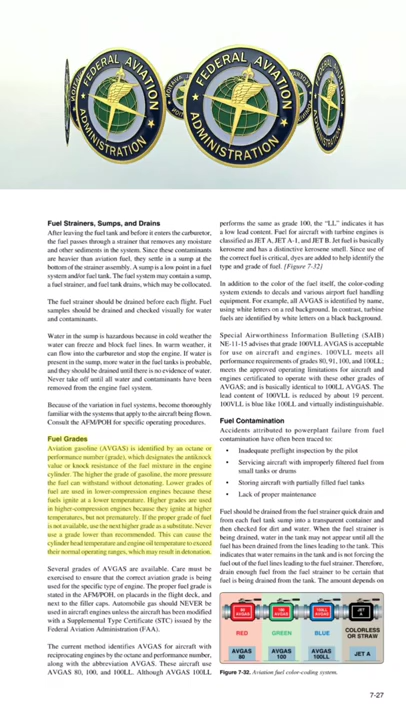 FEDERAL AVIATION
ADMINISTRATION
FEDERAL AVIATION
ADMINISTRATION
Fuel Strainers, Sumps, and Drains
After leaving the fuel tank and before it enters the carburetor,
the fuel passes through a strainer that removes any moisture
and other sediments in the system. Since these contaminants
are heavier than aviation fuel, they settle in a sump at the
bottom of the strainer assembly. A sump is a low point in a fuel
system and/or fuel tank. The fuel system may contain a sump,
a fuel strainer, and fuel tank drains, which may be collocated.
The fuel strainer should be drained before each flight. Fuel
samples should be drained and checked visually for water
and contaminants.
Water in the sump is hazardous because in cold weather the
water can freeze and block fuel lines. In warm weather, it
can flow into the carburetor and stop the engine. If water is
present in the sump, more water in the fuel tanks is probable,
and they should be drained until there is no evidence of water.
Never take off until all water and contaminants have been
removed from the engine fuel system.
Because of the variation in fuel systems, become thoroughly
familiar with the systems that apply to the aircraft being flown.
Consult the AFM/POH for specific operating procedures.
Fuel Grades
Aviation gasoline (AVGAS) is identified by an octane or
performance number (grade), which designates the antiknock
value or knock resistance of the fuel mixture in the engine
cylinder. The higher the grade of gasoline, the more pressure
the fuel can withstand without detonating. Lower grades of
fuel are used in lower-compression engines because these
fuels ignite at a lower temperature. Higher grades are used
in higher-compression engines because they ignite at higher
temperatures, but not prematurely. If the proper grade of fuel
is not available, use the next higher grade as a substitute. Never
use a grade lower than recommended. This can cause the
cylinder head temperature and engine oil temperature to exceed
their normal operating ranges, which may result in detonation.
Several grades of AVGAS are available. Care must be
exercised to ensure that the correct aviation grade is being
used for the specific type of engine. The proper fuel grade is
stated in the AFM/POH, on placards in the flight deck, and
next to the filler caps. Automobile gas should NEVER be
used in aircraft engines unless the aircraft has been modified
with a Supplemental Type Certificate (STC) issued by the
Federal Aviation Administration (FAA).
The current method identifies AVGAS for aircraft with
reciprocating engines by the octane and performance number,
along with the abbreviation AVGAS. These aircraft use
AVGAS 80, 100, and 100LL. Although AVGAS 100LL
performs the same as grade 100, the “LL” indicates it has
a low lead content. Fuel for aircraft with turbine engines is
classified as JET A, JET A-1, and JET B. Jet fuel is basically
kerosene and has a distinctive kerosene smell. Since use of
the correct fuel is critical, dyes are added to help identify the
type and grade of fuel. [Figure 7-32]
In addition to the color of the fuel itself, the color-coding
system extends to decals and various airport fuel handling
equipment. For example, all AVGAS is identified by name,
using white letters on a red background. In contrast, turbine
fuels are identified by white letters on a black background.
Special Airworthiness Information Bulleting (SAIB)
NE-11-15 advises that grade 100VLL AVGAS is acceptable
for use on aircraft and engines. 100VLL meets all
performance requirements of grades 80, 91, 100, and 100LL;
meets the approved operating limitations for aircraft and
engines certificated to operate with these other grades of
AVGAS; and is basically identical to 100LL AVGAS. The
lead content of 100VLL is reduced by about 19 percent.
100VLL is blue like 100LL and virtually indistinguishable.
Fuel Contamination
Accidents attributed to powerplant failure from fuel
contamination have often been traced to:
• Inadequate preflight inspection by the pilot
• Servicing aircraft with improperly filtered fuel from
small tanks or drums
• Storing aircraft with partially filled fuel tanks
• Lack of proper maintenance
Fuel should be drained from the fuel strainer quick drain and
from each fuel tank sump into a transparent container and
then checked for dirt and water. When the fuel strainer is
being drained, water in the tank may not appear until all the
fuel has been drained from the lines leading to the tank. This
indicates that water remains in the tank and is not forcing the
fuel out of the fuel lines leading to the fuel strainer. Therefore,
drain enough fuel from the fuel strainer to be certain that
fuel is being drained from the tank. The amount depends on
80
AVGAS
100
AVGAS
100LL
AVGAS
JET
A
RED
GREEN
BLUE
COLORLESS
OR STRAW
AVGAS
80
AVGAS
100
AVGAS
100LL
JET A
Figure 7-32. Aviation fuel color-coding system.
7-27